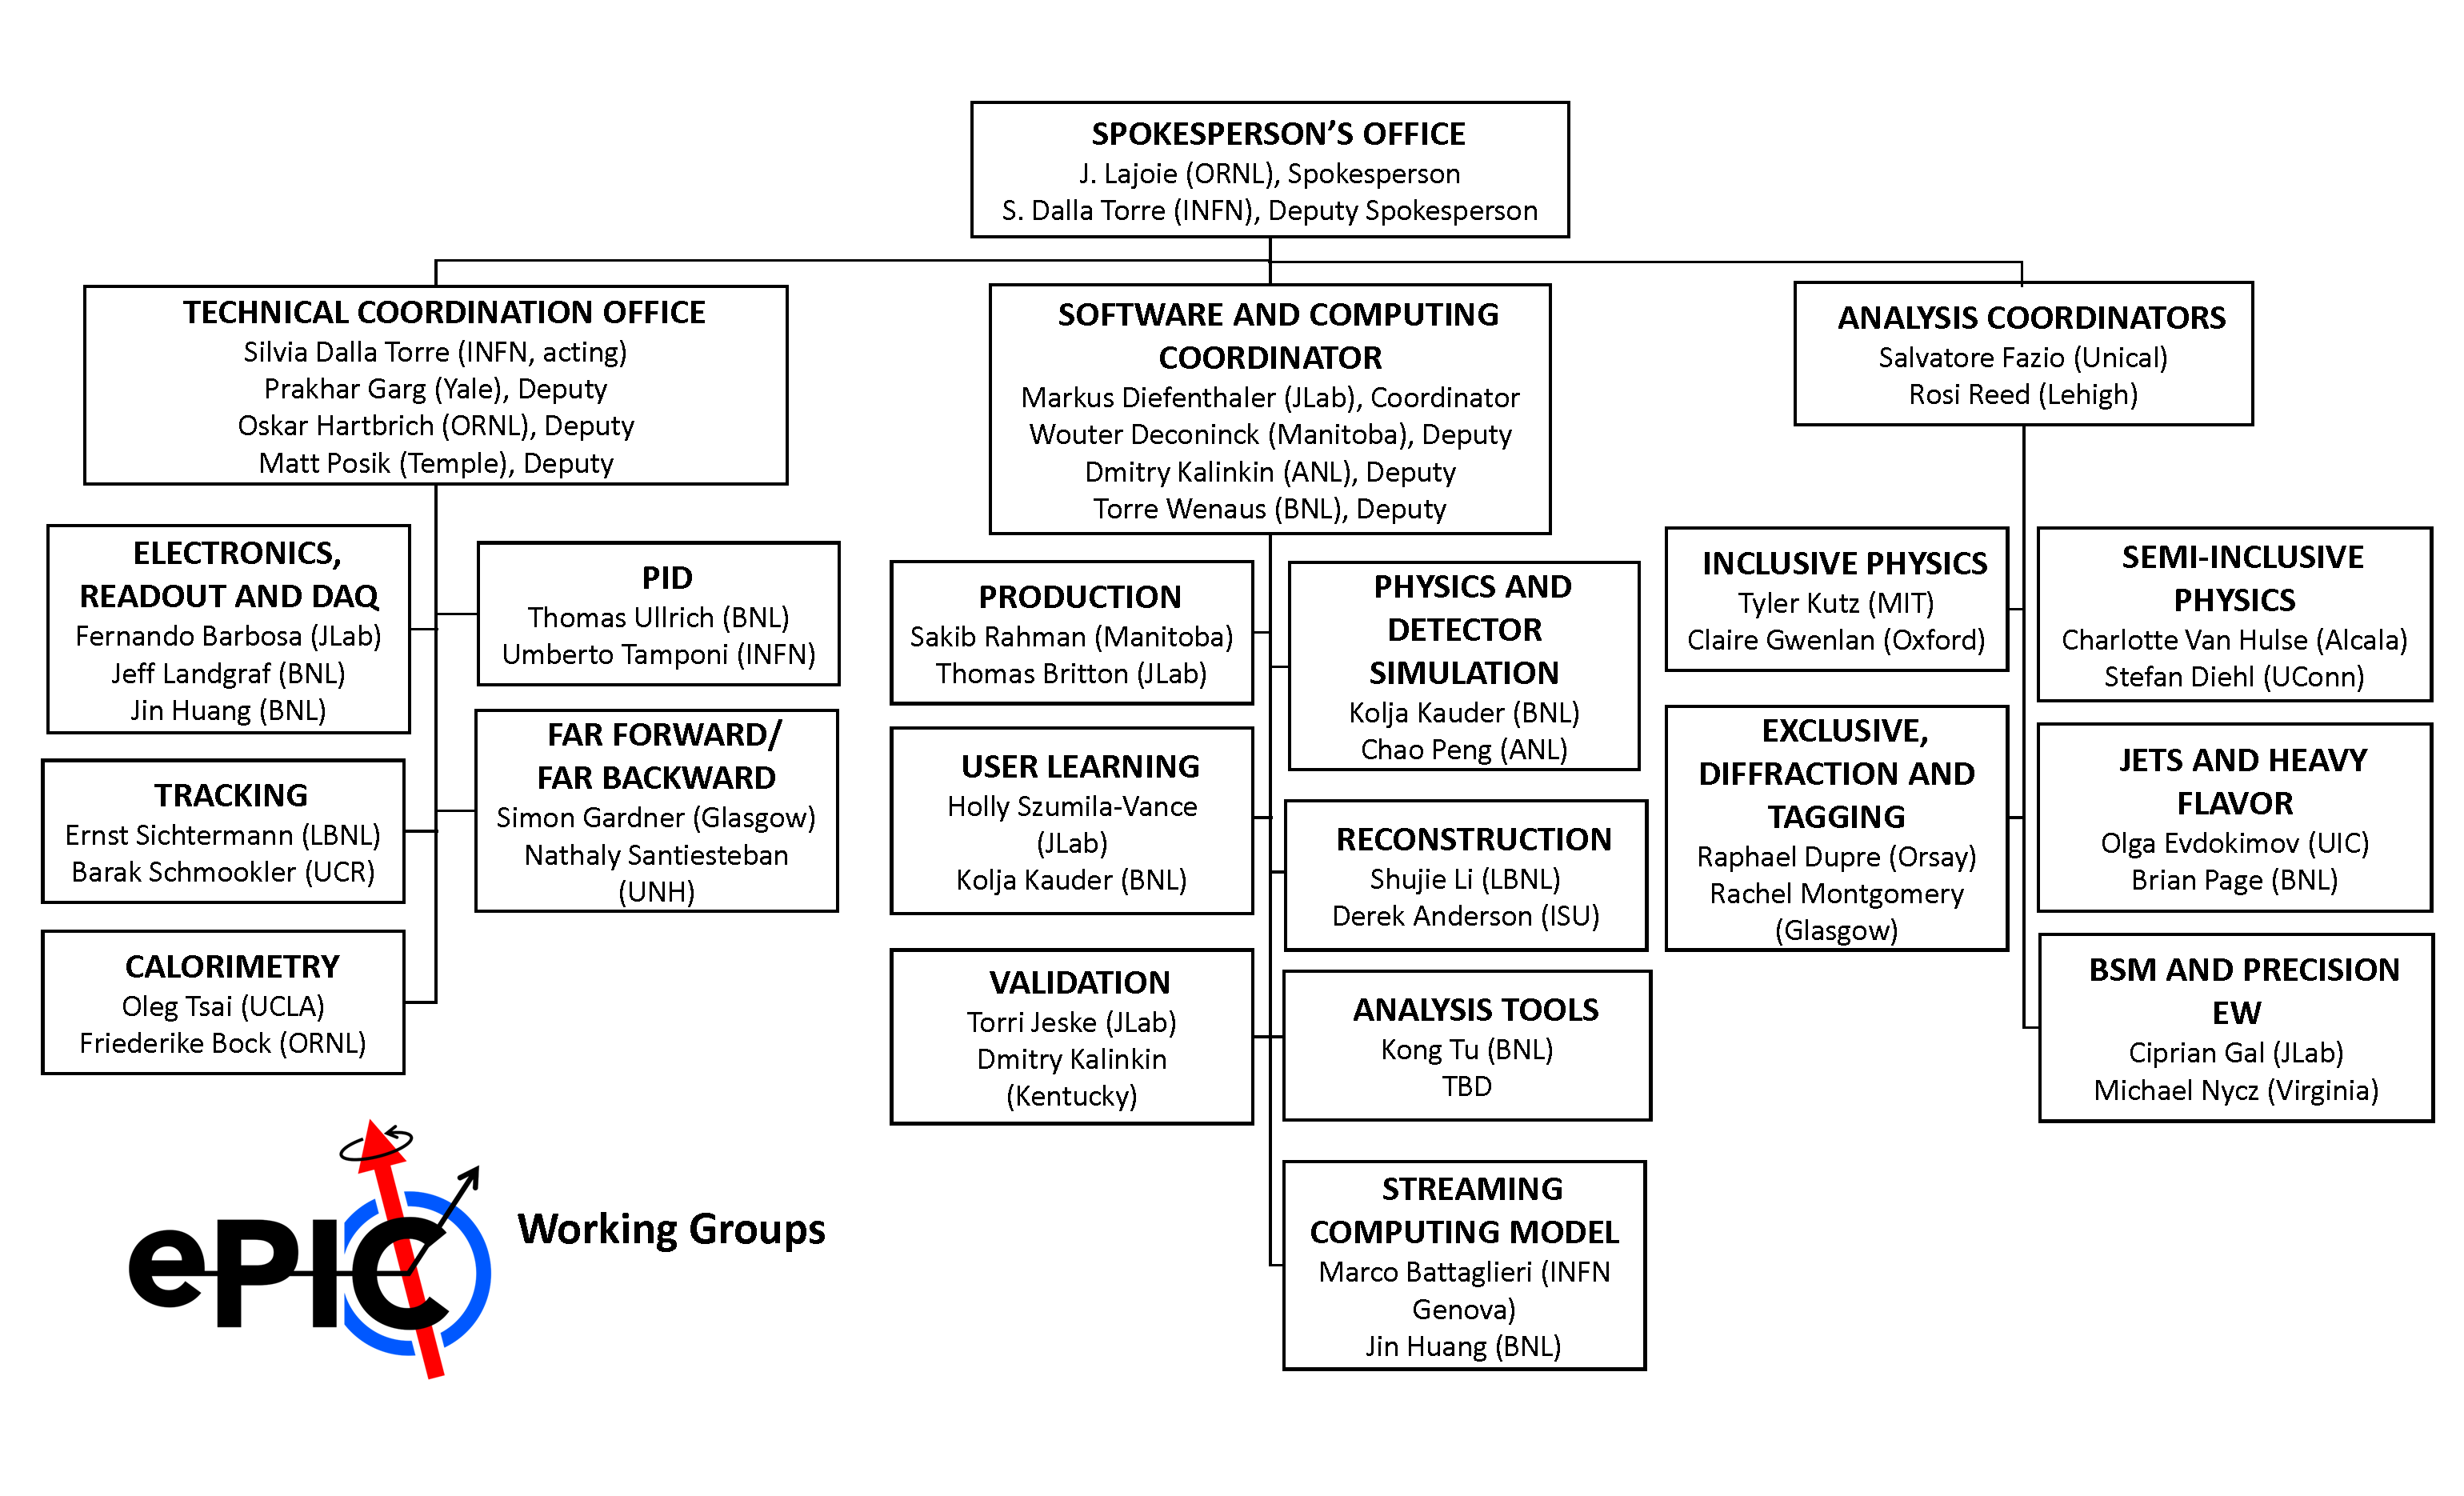 SPOKESPERSON’S OFFICE
J. Lajoie (ORNL), Spokesperson
S. Dalla Torre (INFN), Deputy Spokesperson
TECHNICAL COORDINATION OFFICE
Silvia Dalla Torre (INFN, acting)
Prakhar Garg (Yale), Deputy
Oskar Hartbrich (ORNL), Deputy
Matt Posik (Temple), Deputy
SOFTWARE AND COMPUTING
COORDINATOR
Markus Diefenthaler (JLab), Coordinator
Wouter Deconinck (Manitoba), Deputy
Dmitry Kalinkin (ANL), Deputy
Torre Wenaus (BNL), Deputy
ANALYSIS COORDINATORS
Salvatore Fazio (Unical)
Rosi Reed (Lehigh)
ELECTRONICS,
READOUT AND DAQ
Fernando Barbosa (JLab)
Jeff Landgraf (BNL)
Jin Huang (BNL)
PID
Thomas Ullrich (BNL)
Umberto Tamponi (INFN)
TRACKING
Ernst Sichtermann (LBNL)
Barak Schmookler (UCR)
FAR FORWARD/
FAR BACKWARD
Simon Gardner (Glasgow)
Nathaly Santiesteban
(UNH)
CALORIMETRY
Oleg Tsai (UCLA)
Friederike Bock (ORNL)
PRODUCTION
Sakib Rahman (Manitoba)
Thomas Britton (JLab)
PHYSICS AND
DETECTOR
SIMULATION
Kolja Kauder (BNL)
Chao Peng (ANL)
USER LEARNING
Holly Szumila-Vance
(JLab)
Kolja Kauder (BNL)
RECONSTRUCTION
Shujie Li (LBNL)
Derek Anderson (ISU)
VALIDATION
Torri Jeske (JLab)
Dmitry Kalinkin
(Kentucky)
ANALYSIS TOOLS
Kong Tu (BNL)
TBD
STREAMING
COMPUTING MODEL
Marco Battaglieri (INFN
Genova)
Jin Huang (BNL)
INCLUSIVE PHYSICS
Tyler Kutz (MIT)
Claire Gwenlan (Oxford)
SEMI-INCLUSIVE
PHYSICS
Charlotte Van Hulse (Alcala)
Stefan Diehl (UConn)
EXCLUSIVE,
DIFFRACTION AND
TAGGING
Raphael Dupre (Orsay)
Rachel Montgomery
(Glasgow)
JETS AND HEAVY
FLAVOR
Olga Evdokimov (UIC)
Brian Page (BNL)
BSM AND PRECISION
EW
Ciprian Gal (JLab)
Michael Nycz (Virginia)
ePIC
Working Groups